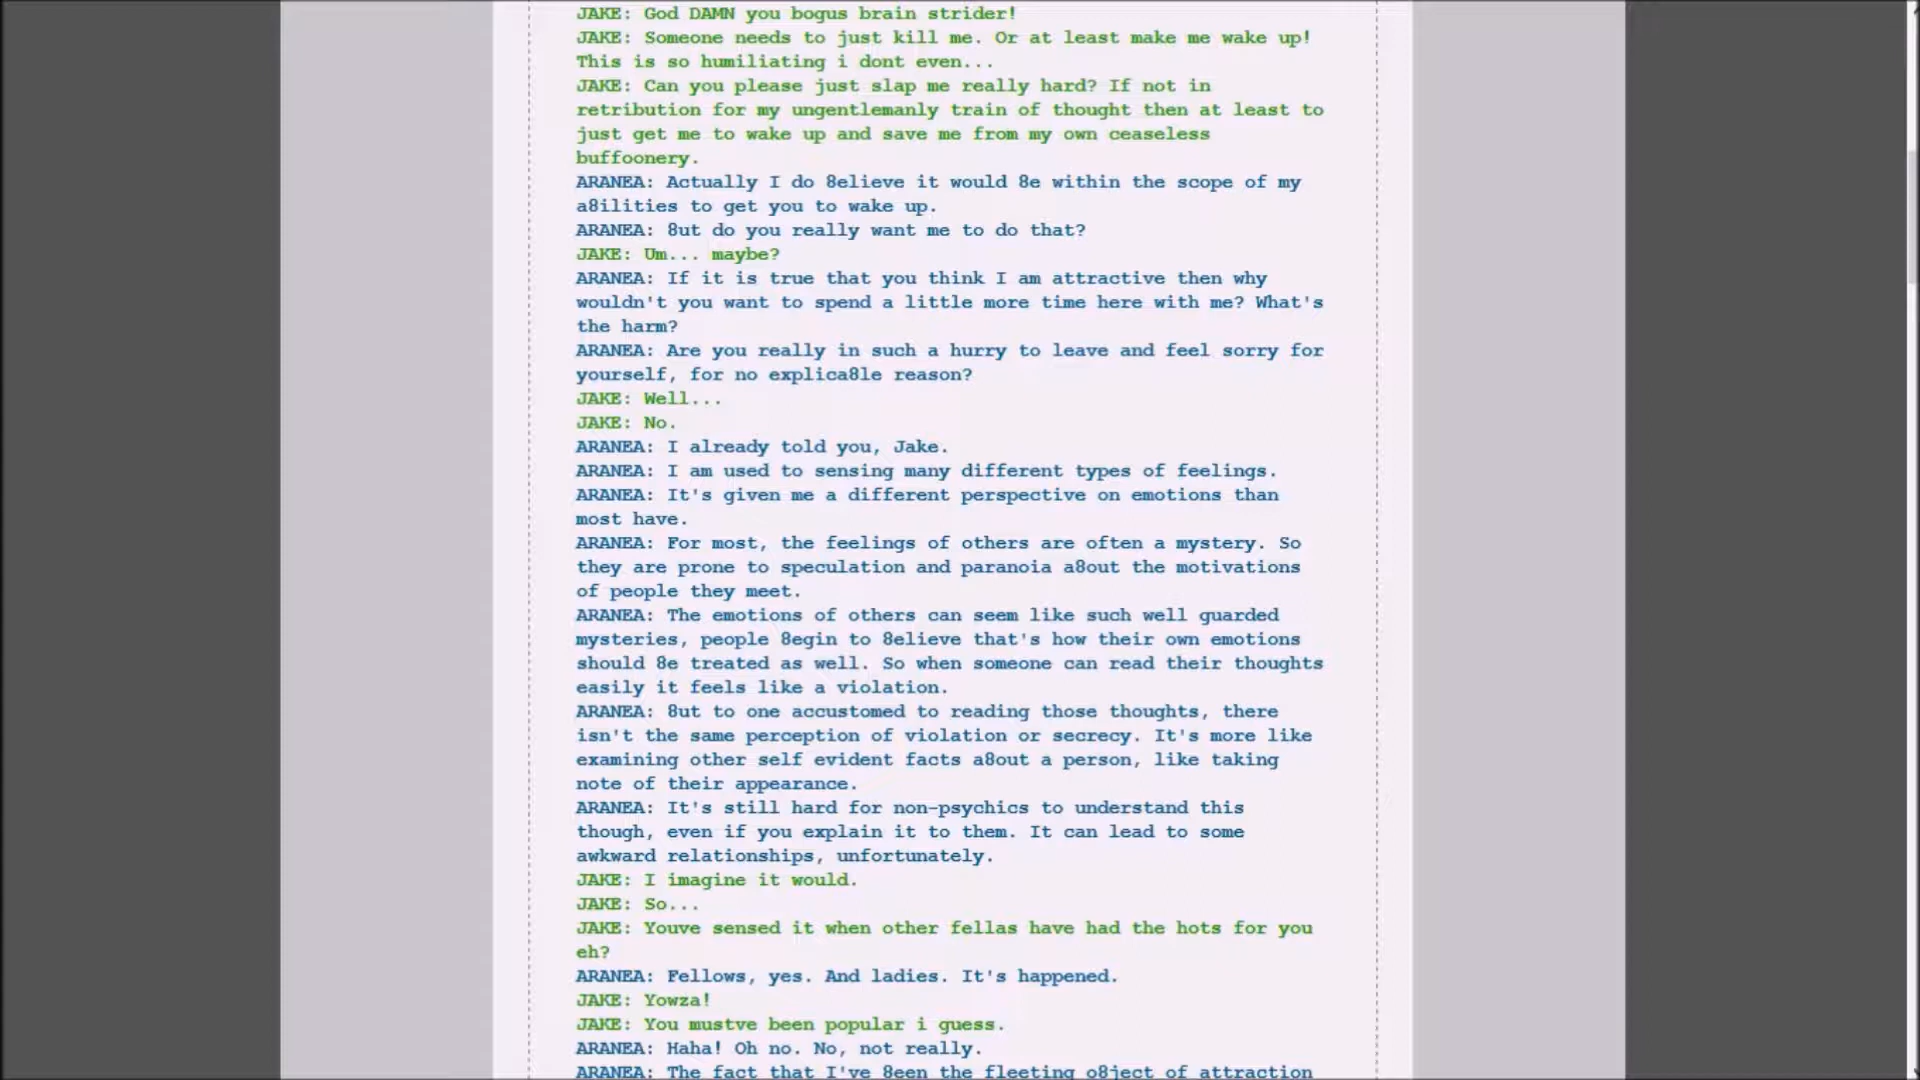 JAKE: God DAMN you bogus brain strider!
JAKE: Someone needs to just kill me. Or at least make me wake up!
This is so humiliating i dont even...
JAKE: Can you please just slap me really hard? If not in
retribution for my ungentlemanly train of thought then at least to
just get me to wake up and save me from my own ceaseless
buffoonery.
ARANEA: Actually I do 8elieve it would 8e within the scope of my
a8ilities to get you to wake up.
ARANEA: 8ut do you really want me to do that?
JAKE: Um... maybe?
ARANEA: If it is true that you think I am attractive then why
wouldn't you want to spend a little more time here with me? What's
the harm?
ARANEA: Are you really in such a hurry to leave and feel sorry for
yourself, for no explica8le reason?
JAKE: Well...
JAKE: No.
ARANEA: I already told you, Jake.
ARANEA: I am used to sensing many different types of feelings.
ARANEA: It's given me a different perspective on emotions than
most have.
ARANEA: For most, the feelings of others are often a mystery. So
they are prone to speculation and paranoia a8out the motivations
of people they meet.
ARANEA: The emotions of others can seem like such well guarded
mysteries, people 8egin to 8elieve that's how their own emotions
should 8e treated as well. So when someone can read their thoughts
easily it feels like a violation.
ARANEA: 8ut to one accustomed to reading those thoughts, there
isn't the same perception of violation or secrecy. It's more like
examining other self evident facts a8out a person, like taking
note of their appearance.
ARANEA: It's still hard for non-psychics to understand this
though, even if you explain it to them. It can lead to some
awkward relationships, unfortunately.
JAKE: I imagine it would.
JAKE: So...
JAKE: Youve sensed it when other fellas have had the hots for you
eh?
ARANEA: Fellows, yes. And ladies. It's happened.
JAKE: Yowza!
JAKE: You mustve been popular i guess.
ARANEA: Haha! Oh no. No, not really.
ARANEA: The fact that I've 8een the fleeting o8ject of attraction